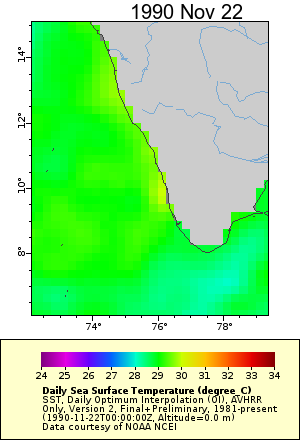 1990 Nov 22
14°
12°
10°
8°
74°
76°
78°
24 25 26 27 28 29 30 31 32 33 34
Daily Sea Surface Temperature (degree_C)
SST, Daily Optimum Interpolation (OI), AVHRR
Only, Version 2, Final+Preliminary, 1981-present
(1990-11-22T00:00:00Z, Altitude=0.0 m)
Data courtesy of NOAA NCEI